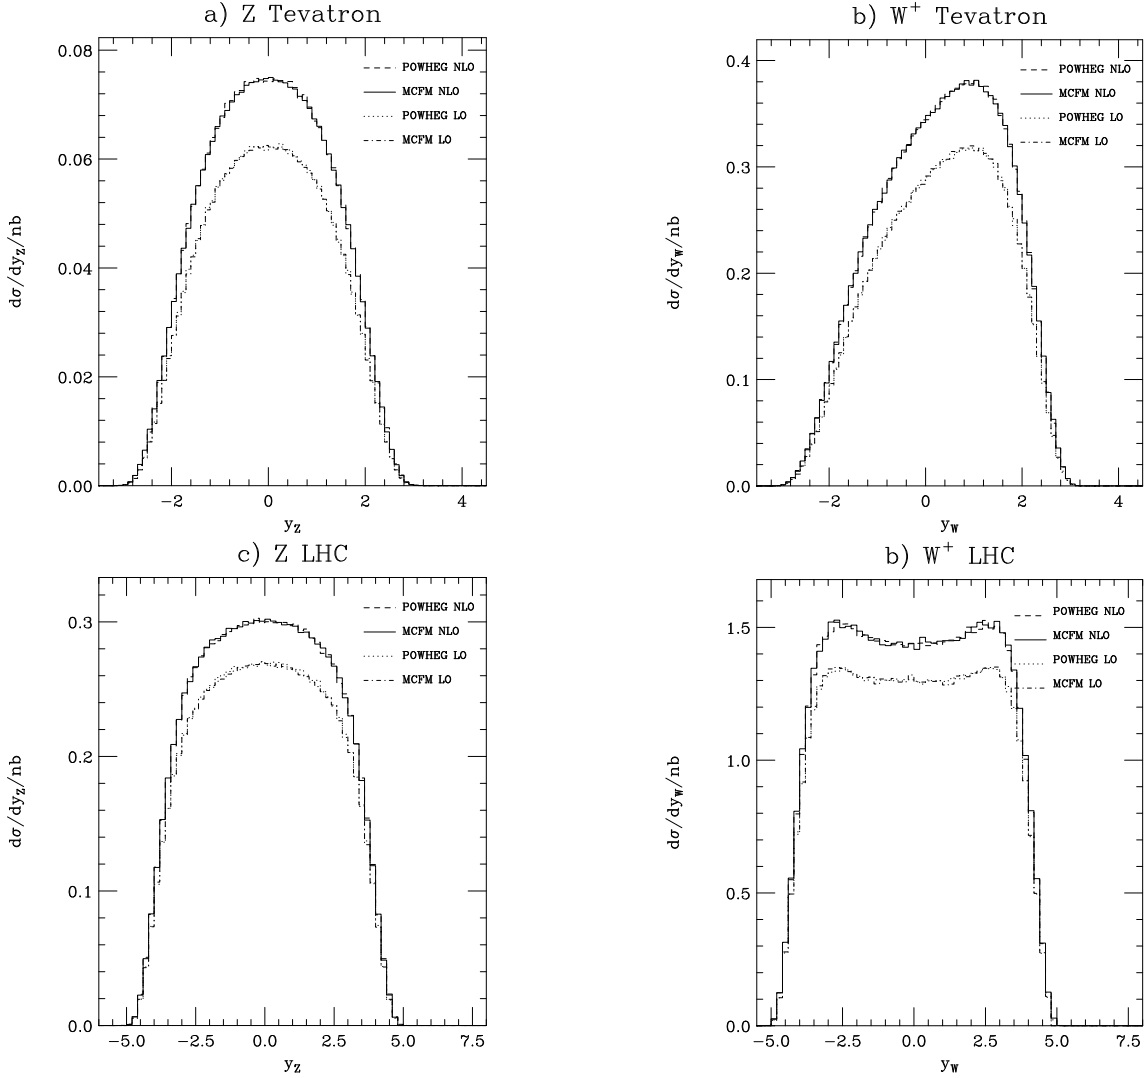 a) Z Tevatron
0.08
0.06
0.04
0.02
0.00
dσ/dy_Z/nb
POWHEG NLO
MCFM NLO
POWHEG LO
MCFM LO
−2 0 2 4
y_Z
b) W⁺ Tevatron
0.4
0.3
0.2
0.1
0.0
dσ/dy_W/nb
POWHEG NLO
MCFM NLO
POWHEG LO
MCFM LO
−2 0 2 4
y_W
c) Z LHC
0.3
0.2
0.1
0.0
dσ/dy_Z/nb
POWHEG NLO
MCFM NLO
POWHEG LO
MCFM LO
−5.0 −2.5 0.0 2.5 5.0 7.5
y_Z
b) W⁺ LHC
1.5
1.0
0.5
0.0
dσ/dy_W/nb
POWHEG NLO
MCFM NLO
POWHEG LO
MCFM LO
−5.0 −2.5 0.0 2.5 5.0 7.5
y_W